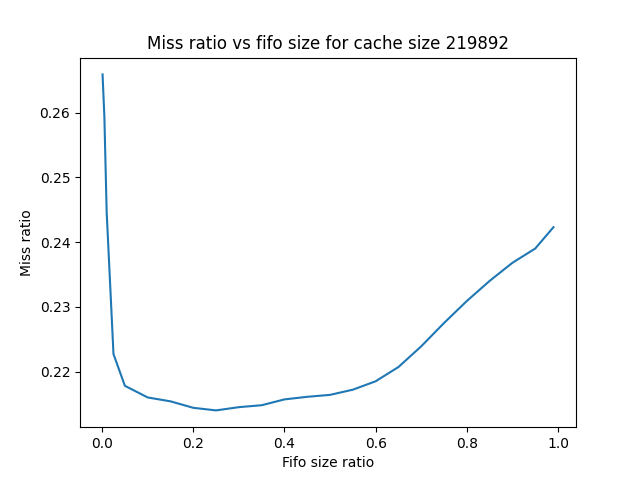 Miss ratio vs fifo size for cache size 219892
0.26
0.25
0.24
0.23
0.22
Miss ratio
0.0 0.2 0.4 0.6 0.8 1.0
Fifo size ratio